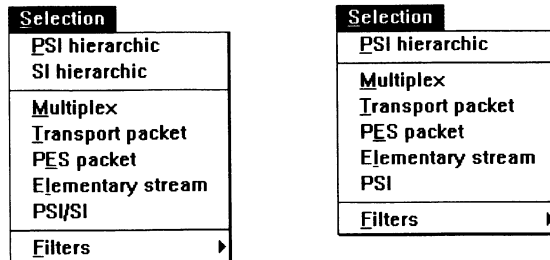 Selection
PSI hierarchic
SI hierarchic
Multiplex
Transport packet
PES packet
Elementary stream
PSI/SI
Filters
Selection
PSI hierarchic
Multiplex
Transport packet
PES packet
Elementary stream
PSI
Filters